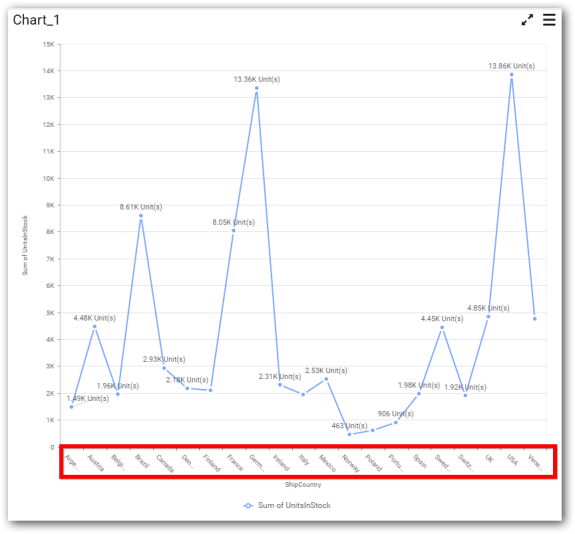 Chart_1
15K
14K
13.86K Unit(s)
13.36K Unit(s)
13K
12K
11K
10K
9K
8.61K Unit(s)
8.05K Unit(s)
8K
7K
6K
Sum of UnitsInStock
5K
4.85K Unit(s)
4.48K Unit(s)
4.45K Unit(s)
4K
3K
2.93K Unit(s)
2.53K Unit(s)
2.31K Unit(s)
2.18K Unit(s)
2K
1.96K Unit(s)
1.98K Unit(s)
1.92K Unit(s)
1.49K Unit(s)
1K
906 Unit(s)
463 Unit(s)
0
Arge...
Austria
Belgi...
Brazil
Canada
Den...
Finland
France
Germ...
Ireland
Italy
Mexico
Norway
Poland
Portu...
Spain
Swed...
Switz...
UK
USA
Vene...
ShipCountry
Sum of UnitsInStock